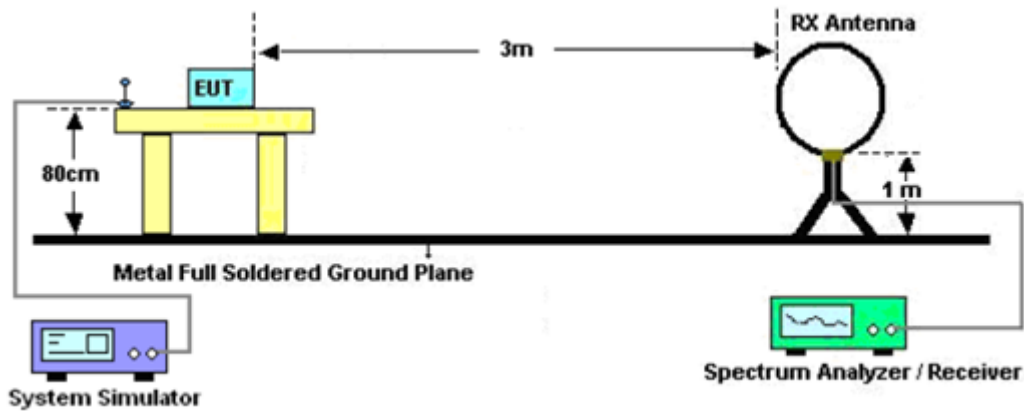 RX Antenna
3m
EUT
80cm
1 m
Metal Full Soldered Ground Plane
System Simulator
Spectrum Analyzer / Receiver